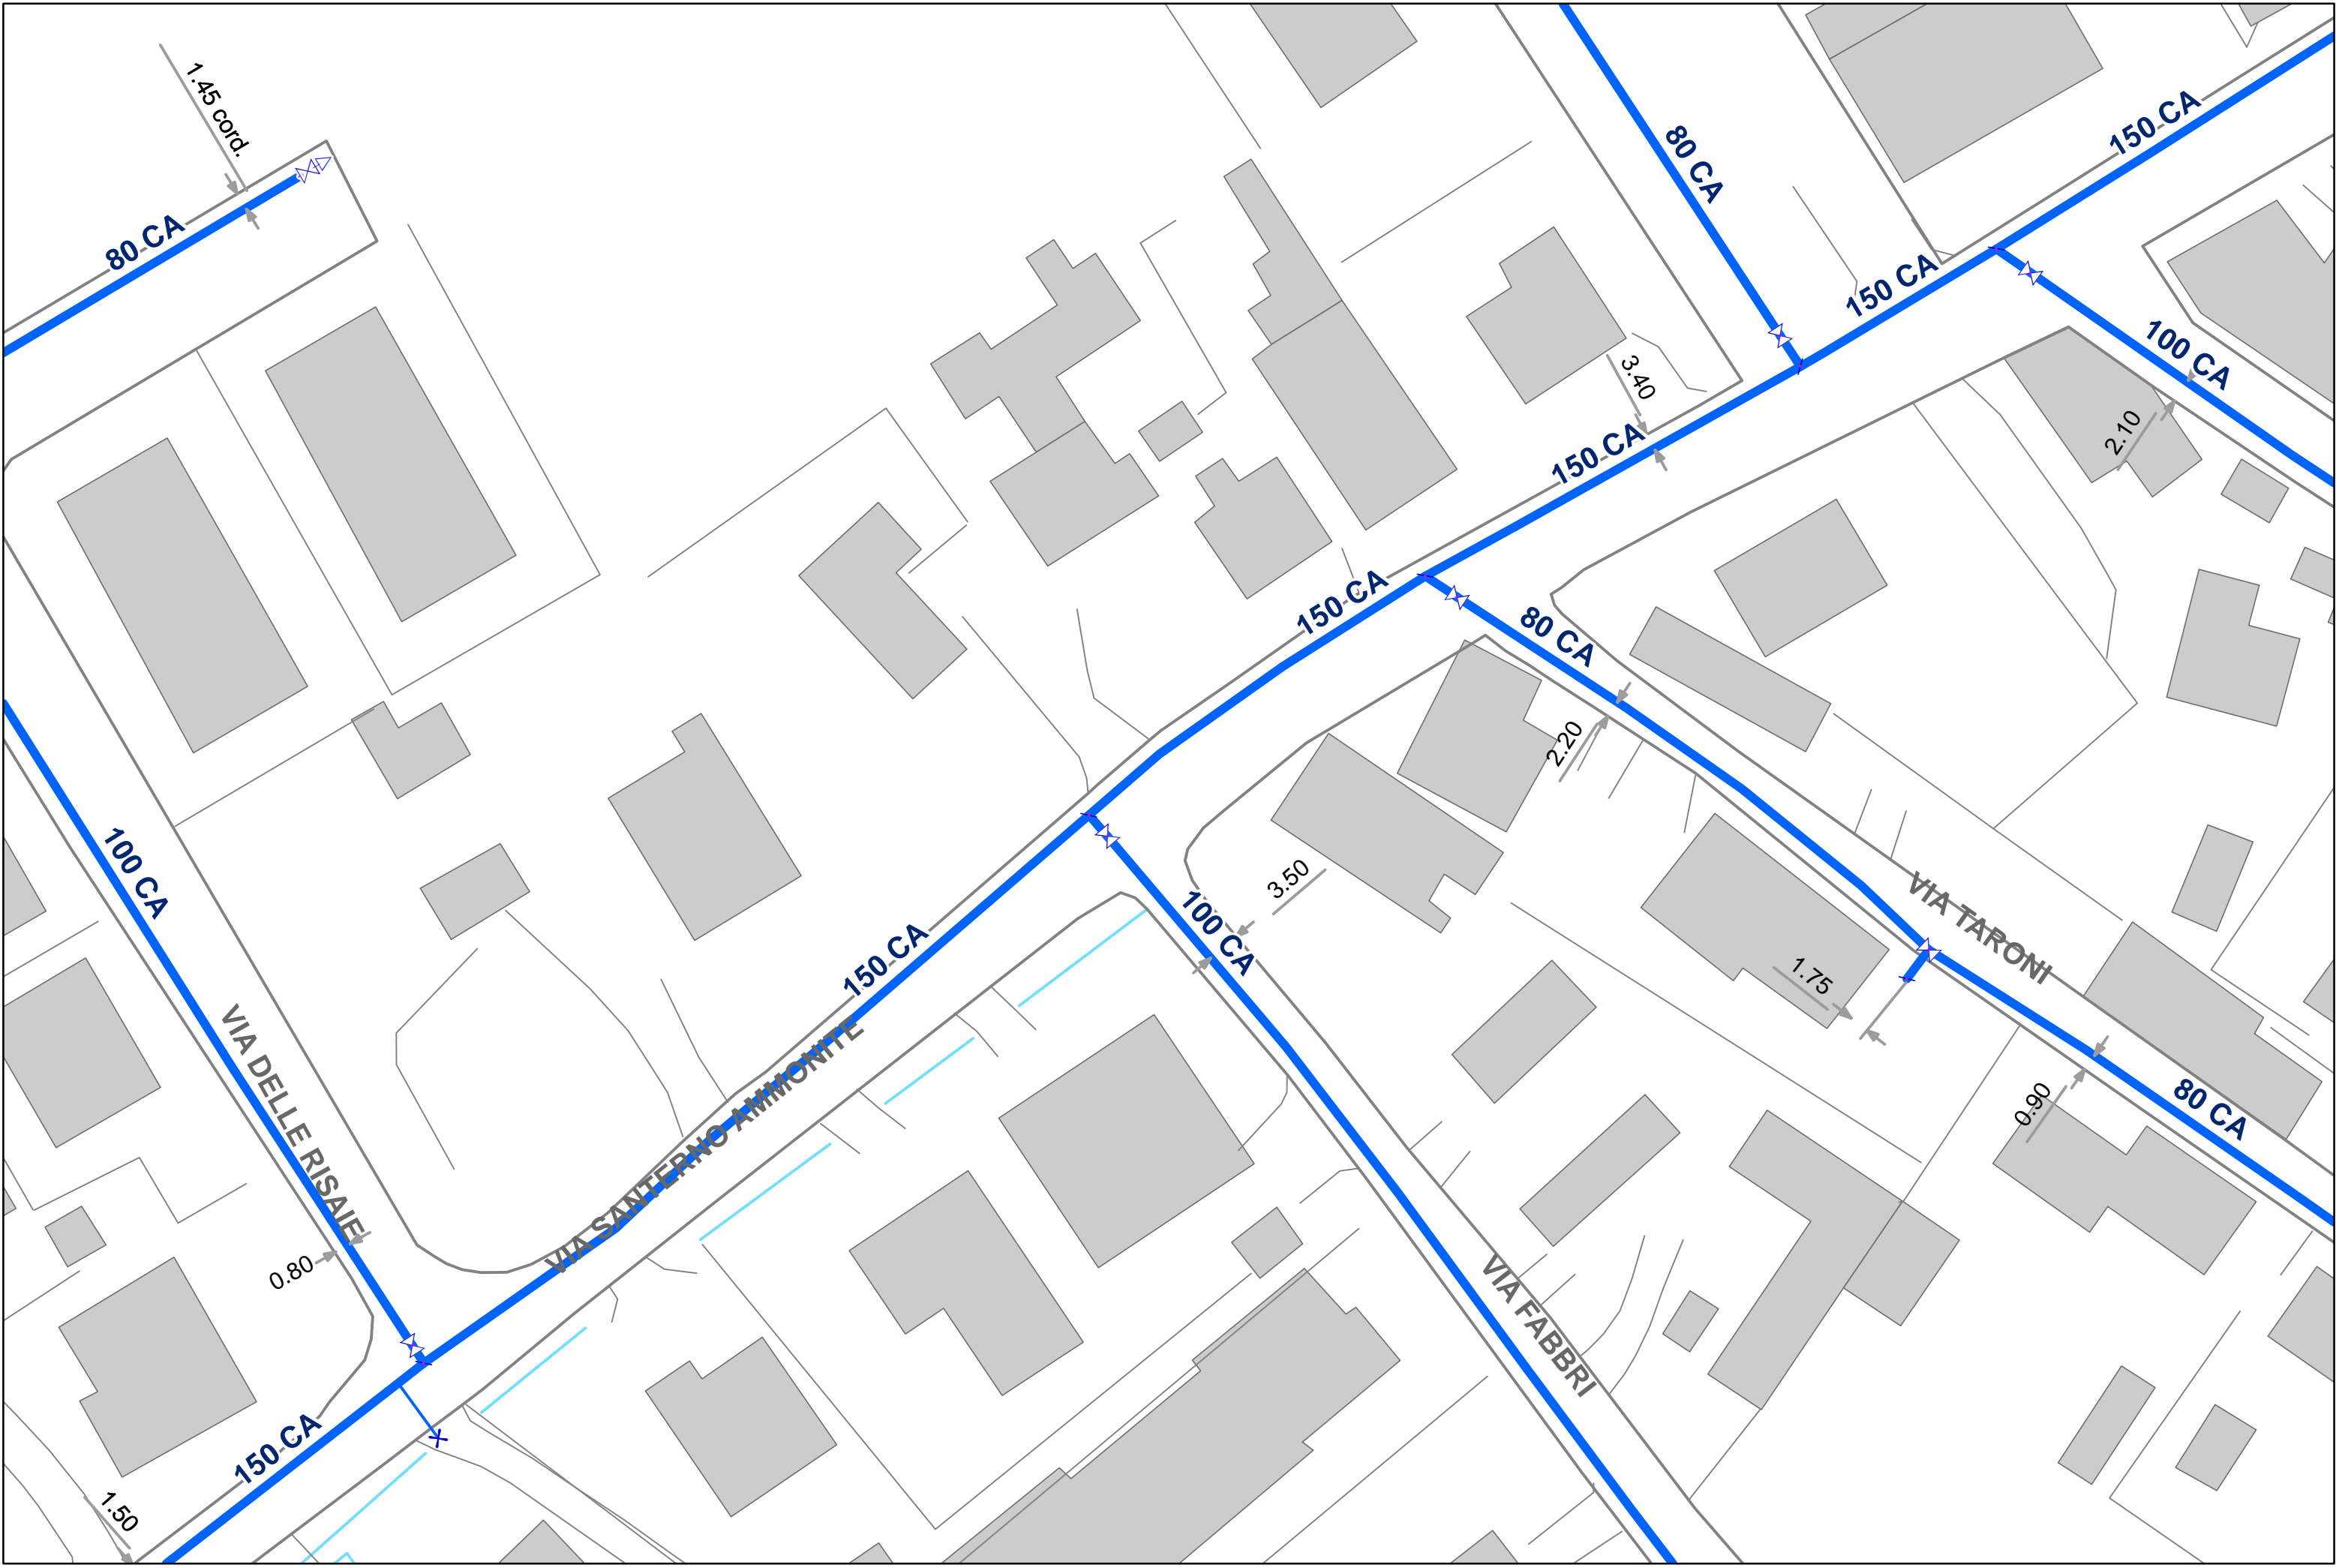 1.45 cord.
80 CA
80 CA
150 CA
150 CA
100 CA
3.40
2.10
150 CA
150 CA
80 CA
2.20
100 CA
3.50
100 CA
150 CA
VIA TARONI
1.75
VIA DELLE RISAIE
VIA SANTERNO AMMONITE
0.90
80 CA
0.80
VIA FABBRI
150 CA
1.50